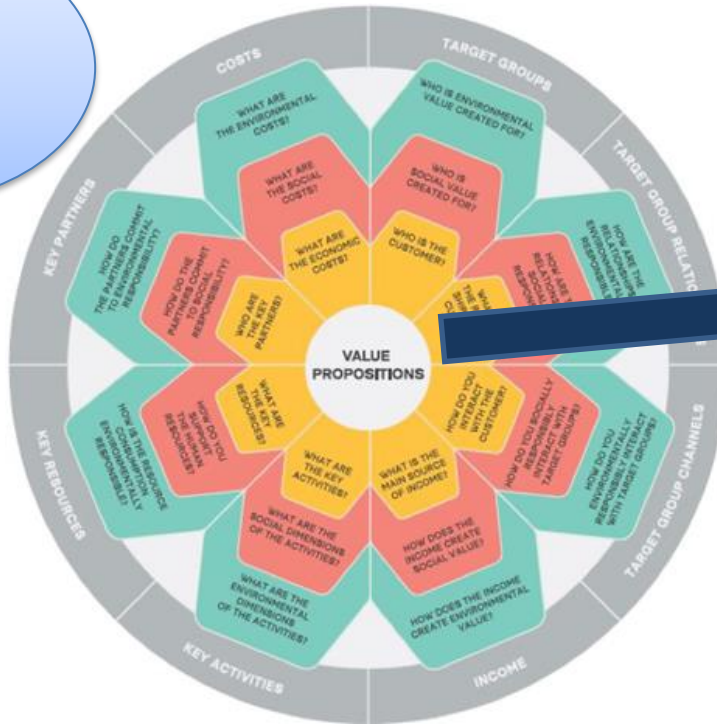 COSTS
TARGET GROUPS
TARGET GROUP
TARGET GROUP CHANNELS
INCOME
KEY ACTIVITIES
KEY RESOURCES
KEY PARTNERS
WHAT ARE
THE ENVIRONMENTAL
COSTS?
WHAT ARE
THE SOCIAL
COSTS?
WHAT ARE
THE ECONOMIC
COSTS?
WHO IS ENVIRONMENTAL
VALUE CREATED FOR?
WHO IS
SOCIAL VALUE
CREATED FOR?
WHO IS THE
CUSTOMER?
HOW ARE THE
HOW ARE
HOW DO YOU
ENVIRONMENTALLY
RESPONSIBLY INTERACT
WITH TARGET GROUPS?
HOW DO YOU SOCIALLY
RESPONSIBLY
INTERACT WITH
TARGET GROUPS?
HOW DO YOU
INTERACT
WITH THE
CUSTOMER?
WHAT IS THE
MAIN SOURCE
OF INCOME?
HOW DOES THE
INCOME CREATE
SOCIAL VALUE?
HOW DOES THE INCOME
CREATE ENVIRONMENTAL
VALUE?
WHAT ARE
THE KEY
ACTIVITIES?
WHAT ARE THE
SOCIAL DIMENSIONS
OF THE ACTIVITIES?
WHAT ARE THE
ENVIRONMENTAL
DIMENSIONS
OF THE ACTIVITIES?
WHAT ARE
THE KEY
RESOURCES?
HOW DO YOU
SUPPORT
THE HUMAN
RESOURCES?
HOW IS THE RESOURCE
CONSUMPTION
ENVIRONMENTALLY
RESPONSIBLE?
WHO ARE
THE KEY
PARTNERS?
HOW DO THE
PARTNERS COMMIT
TO SOCIAL
RESPONSIBILITY?
HOW DO
THE PARTNERS COMMIT
TO ENVIRONMENTAL
RESPONSIBILITY?
VALUE
PROPOSITIONS